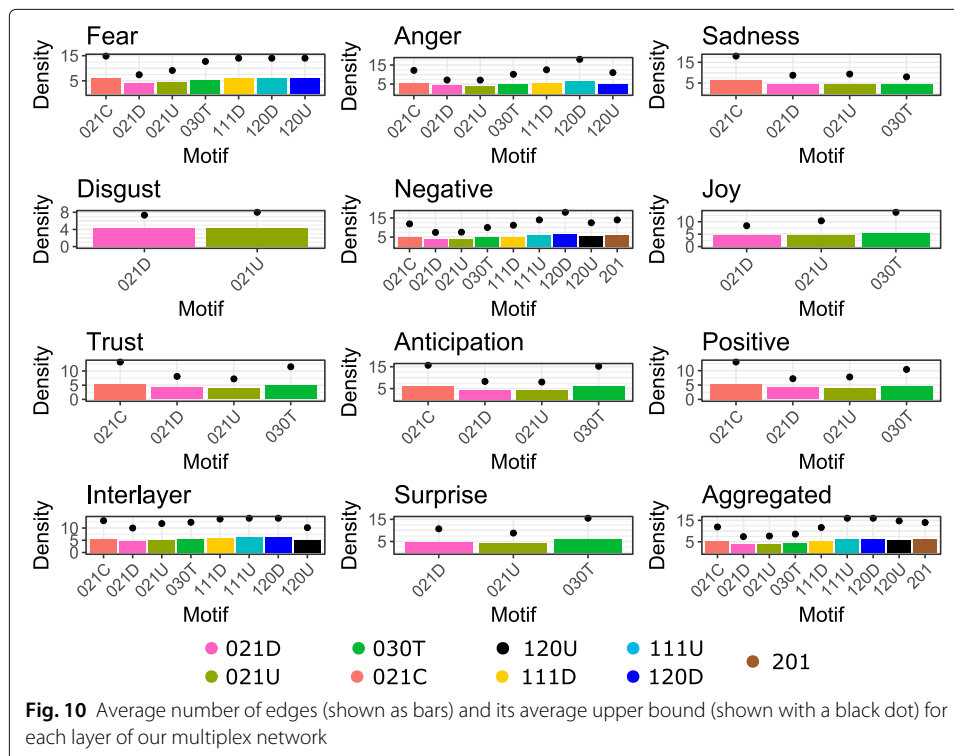 Fear
Density
15
5
021C 021D 021U 030T 111D 120D 120U
Motif
Anger
Density
15
5
021C 021D 021U 030T 111D 120D 120U
Motif
Sadness
Density
15
5
021C 021D 021U 030T
Motif
Disgust
Density
8
4
0
021D 021U
Motif
Negative
Density
15
5
021C 021D 021U 030T 111D 111U 120D 120U 201
Motif
Joy
Density
10
5
0
021D 021U 030T
Motif
Trust
Density
10
5
0
021C 021D 021U 030T
Motif
Anticipation
Density
15
5
021C 021D 021U 030T
Motif
Positive
Density
10
5
0
021C 021D 021U 030T
Motif
Interlayer
Density
10
5
0
021C 021D 021U 030T 111D 111U 120D 120U
Motif
Surprise
Density
15
5
021D 021U 030T
Motif
Aggregated
Density
15
5
021C 021D 021U 030T 111D 111U 120D 120U 201
Motif
021D 030T 120U 111U 201
021U 021C 111D 120D
Fig. 10 Average number of edges (shown as bars) and its average upper bound (shown with a black dot) for
each layer of our multiplex network